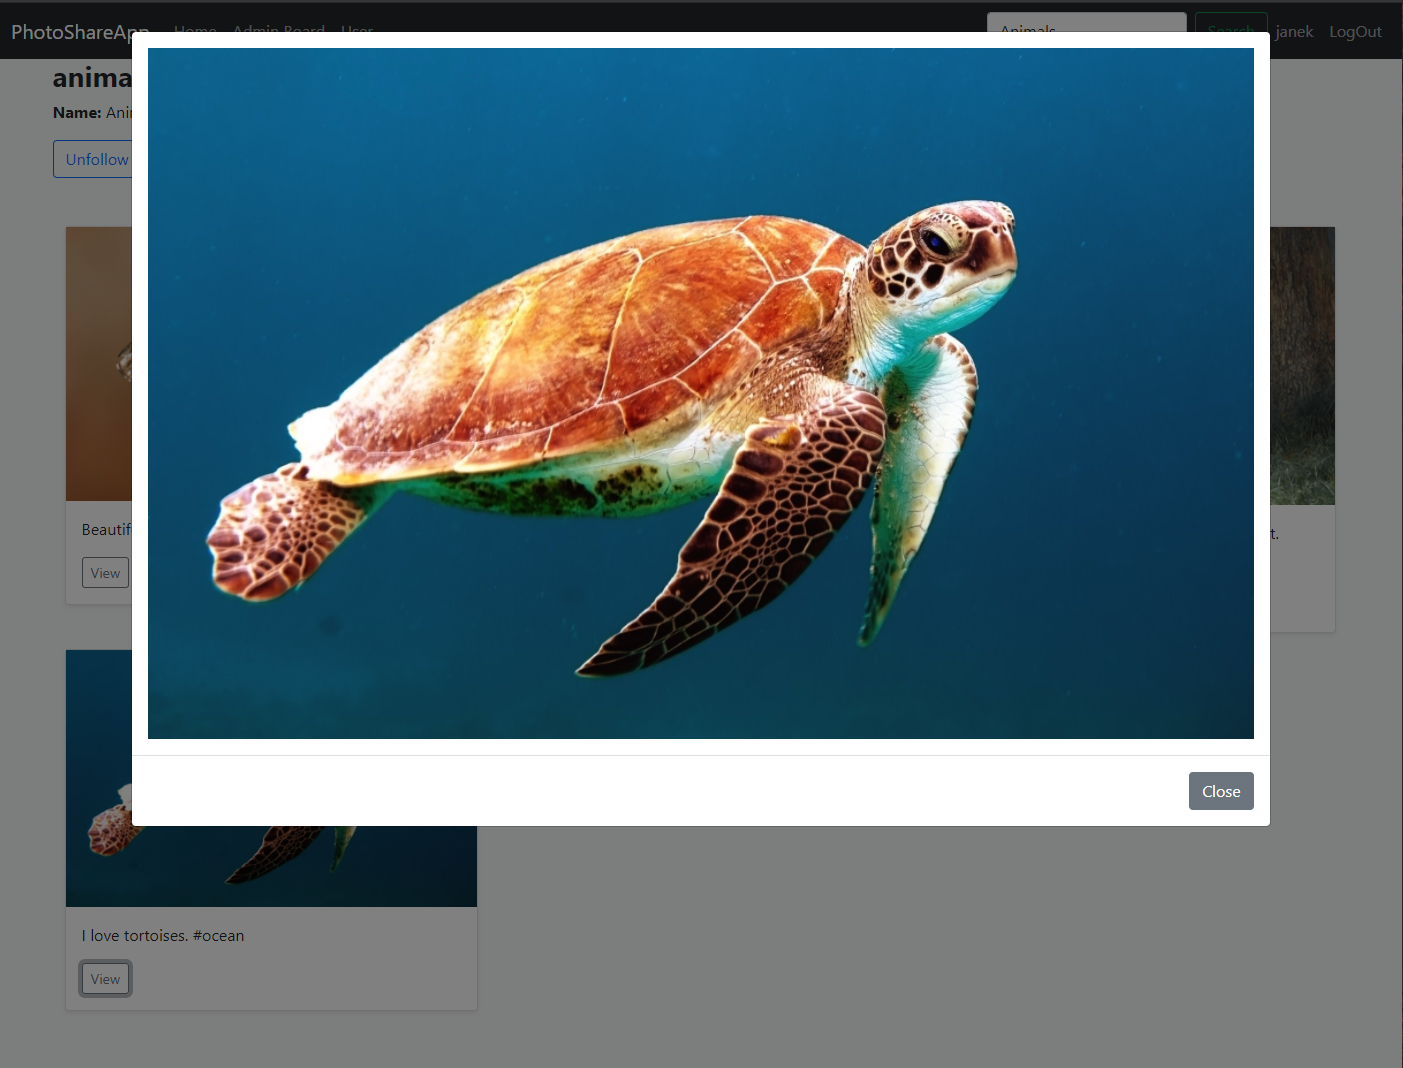 PhotoShareApp Home Admin Board User Animals Search janek LogOut
anima
Name: Ani
Unfollow
Beautif
t.
View
Close
I love tortoises. #ocean
View